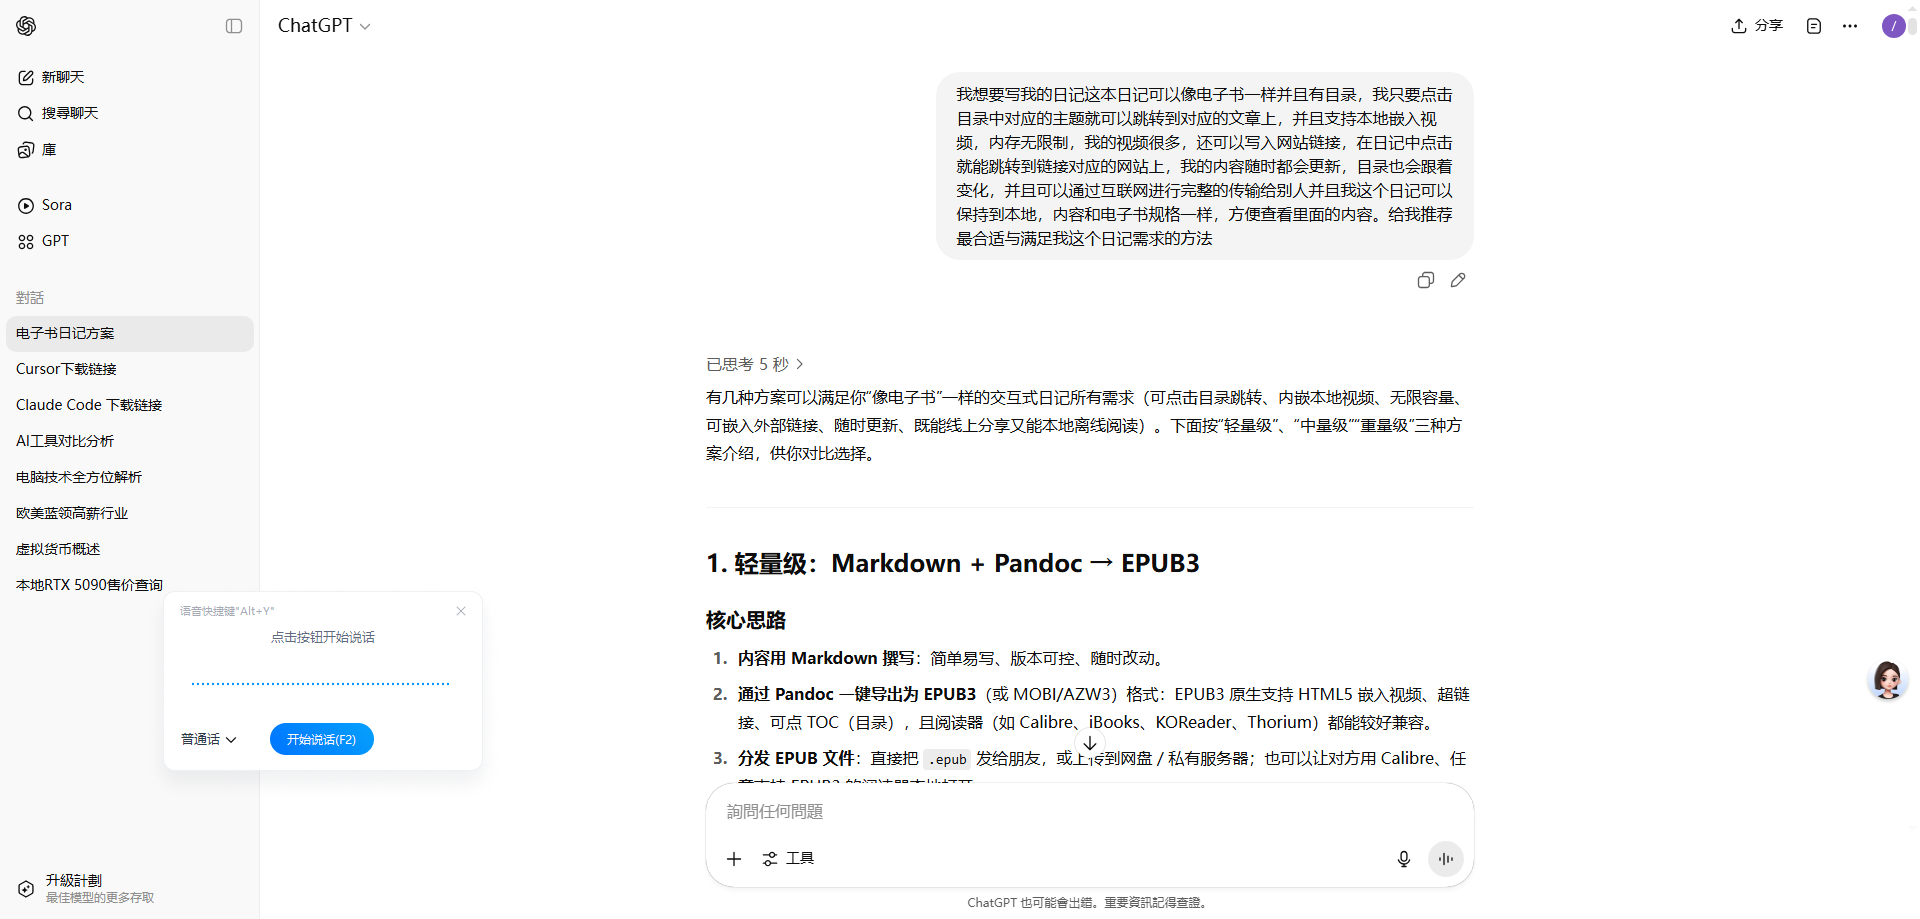 ChatGPT
分享
/
新聊天
搜尋聊天
庫
Sora
GPT
對話
电子书日记方案
Cursor下载链接
Claude Code 下载链接
AI工具对比分析
电脑技术全方位解析
欧美蓝领高薪行业
虚拟货币概述
本地RTX 5090售价查询
语音快捷键"Alt+Y"
点击按钮开始说话
普通话
开始说话(F2)
升級計劃
最佳模型的更多存取
我想要写我的日记这本日记可以像电子书一样并且有目录，我只要点击
目录中对应的主题就可以跳转到对应的文章上，并且支持本地嵌入视
频，内存无限制，我的视频很多，还可以写入网站链接，在日记中点击
就能跳转到链接对应的网站上，我的内容随时都会更新，目录也会跟着
变化，并且可以通过互联网进行完整的传输给别人并且我这个日记可以
保持到本地，内容和电子书规格一样，方便查看里面的内容。给我推荐
最合适与满足我这个日记需求的方法
已思考 5 秒
有几种方案可以满足你“像电子书”一样的交互式日记所有需求（可点击目录跳转、内嵌本地视频、无限容量、
可嵌入外部链接、随时更新、既能线上分享又能本地离线阅读）。下面按“轻量级”、“中量级”“重量级”三种方
案介绍，供你对比选择。
1. 轻量级：Markdown + Pandoc → EPUB3
核心思路
1. 内容用 Markdown 撰写：简单易写、版本可控、随时改动。
2. 通过 Pandoc 一键导出为 EPUB3（或 MOBI/AZW3）格式：EPUB3 原生支持 HTML5 嵌入视频、超链
接、可点 TOC（目录），且阅读器（如 Calibre、iBooks、KOReader、Thorium）都能较好兼容。
3. 分发 EPUB 文件：直接把 .epub 发给朋友，或上传到网盘 / 私有服务器；也可以让对方用 Calibre、任
詢問任何問題
工具
ChatGPT 也可能會出錯。重要資訊記得查證。